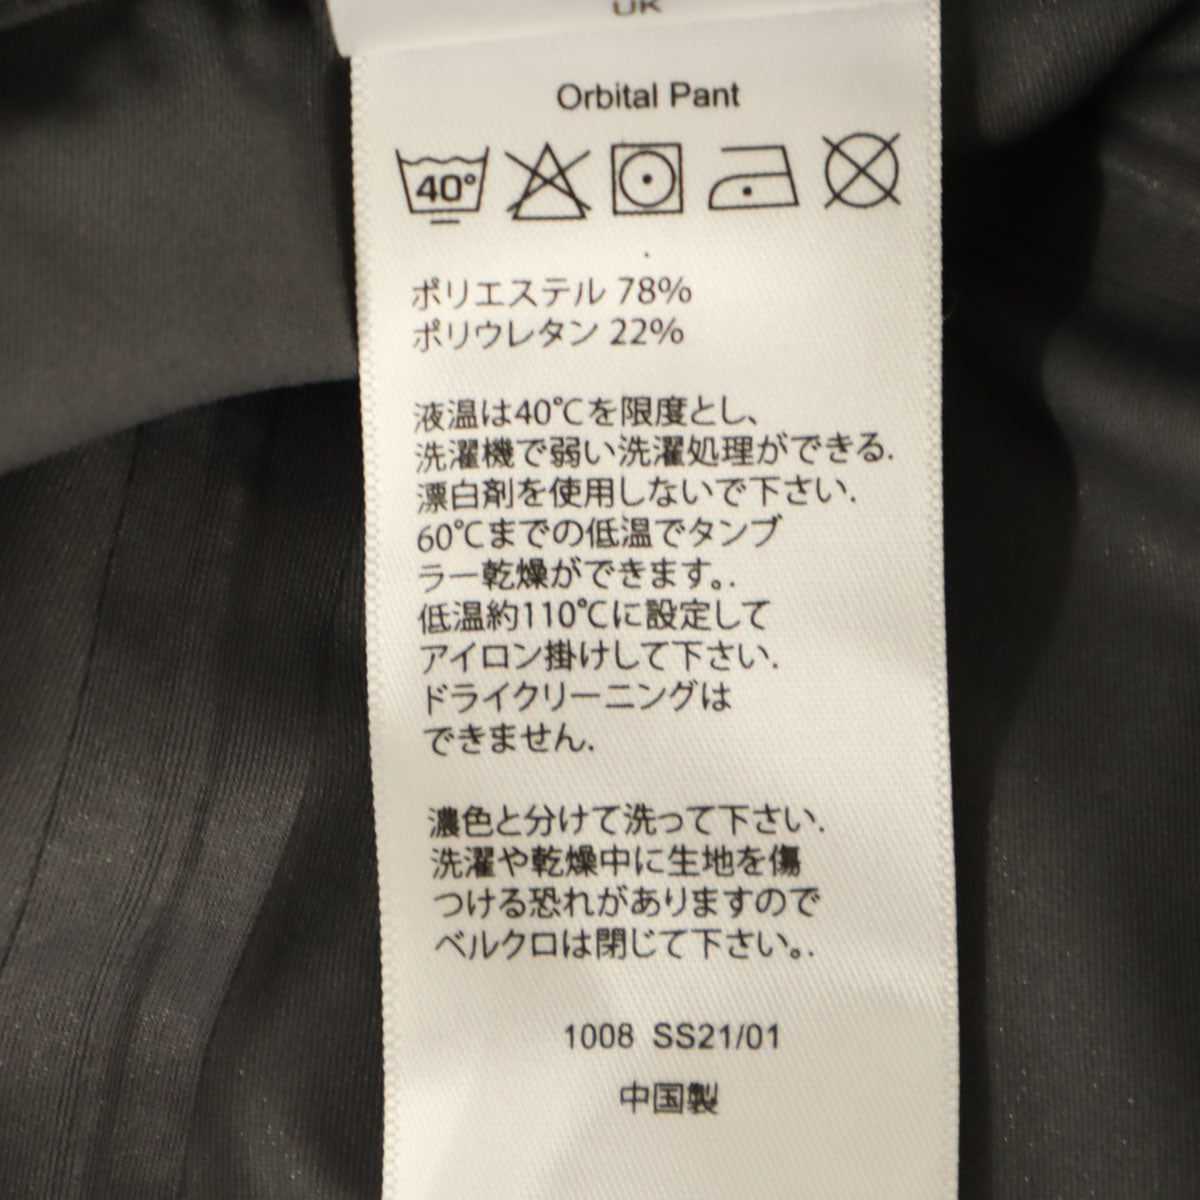 UK
Orbital Pant
40°
ポリエステル 78%
ポリウレタン 22%
液温は40℃を限度とし、
洗濯機で弱い洗濯処理ができる.
漂白剤を使用しないで下さい.
60℃までの低温でタンブ
ラー乾燥ができます。.
低温約110℃に設定して
アイロン掛けして下さい.
ドライクリーニングは
できません.
濃色と分けて洗って下さい.
洗濯や乾燥中に生地を傷
つける恐れがありますので
ベルクロは閉じて下さい。.
1008 SS21/01
中国製